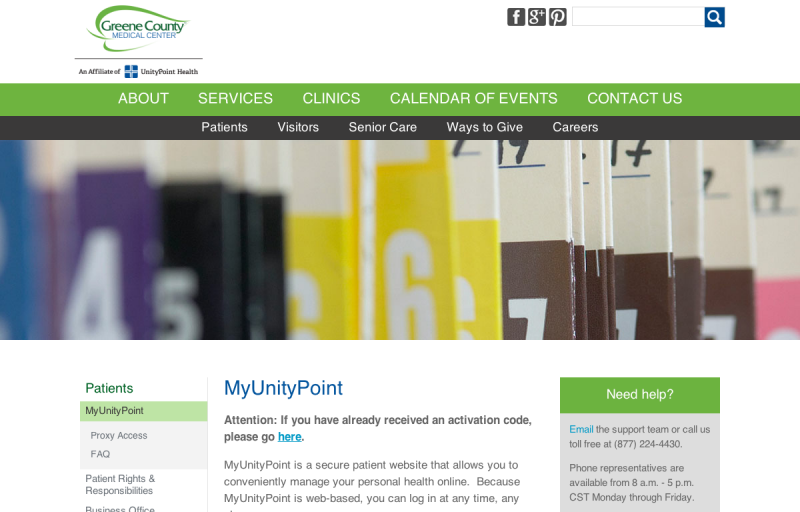 Greene County
MEDICAL CENTER
An Affiliate of UnityPoint Health
ABOUT SERVICES CLINICS CALENDAR OF EVENTS CONTACT US
Patients Visitors Senior Care Ways to Give Careers
Patients
MyUnityPoint
Proxy Access
FAQ
Patient Rights &
Responsibilities
Business Office
MyUnityPoint
Attention: If you have already received an activation code,
please go here.
MyUnityPoint is a secure patient website that allows you to
conveniently manage your personal health online. Because
MyUnityPoint is web-based, you can log in at any time, any
Need help?
Email the support team or call us
toll free at (877) 224-4430.
Phone representatives are
available from 8 a.m. - 5 p.m.
CST Monday through Friday.